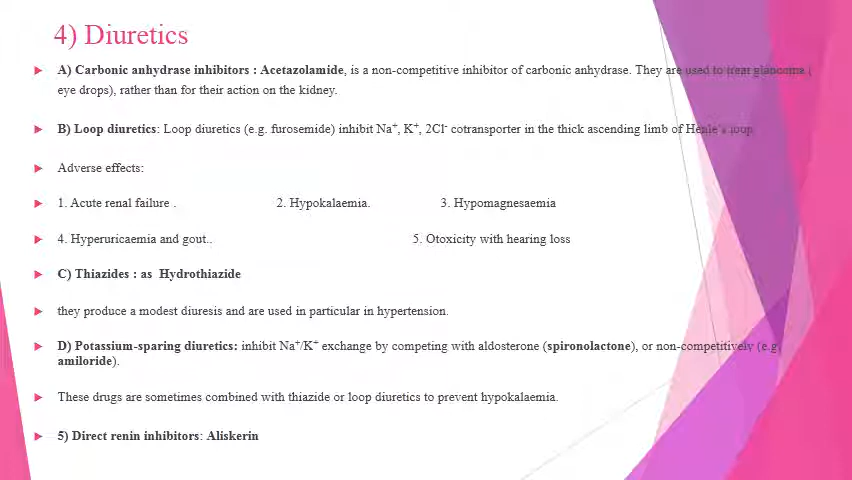 4) Diuretics
A) Carbonic anhydrase inhibitors : Acetazolamide, is a non-competitive inhibitor of carbonic anhydrase. They are used to treat glaucoma (
eye drops), rather than for their action on the kidney.
B) Loop diuretics: Loop diuretics (e.g. furosemide) inhibit Na⁺, K⁺, 2Cl⁻ cotransporter in the thick ascending limb of Henle's loop
Adverse effects:
1. Acute renal failure . 2. Hypokalaemia. 3. Hypomagnesaemia
4. Hyperuricaemia and gout.. 5. Otoxicity with hearing loss
C) Thiazides : as Hydrothiazide
they produce a modest diuresis and are used in particular in hypertension.
D) Potassium-sparing diuretics: inhibit Na⁺/K⁺ exchange by competing with aldosterone (spironolactone), or non-competitively (e.g.
amiloride).
These drugs are sometimes combined with thiazide or loop diuretics to prevent hypokalaemia.
5) Direct renin inhibitors: Aliskerin